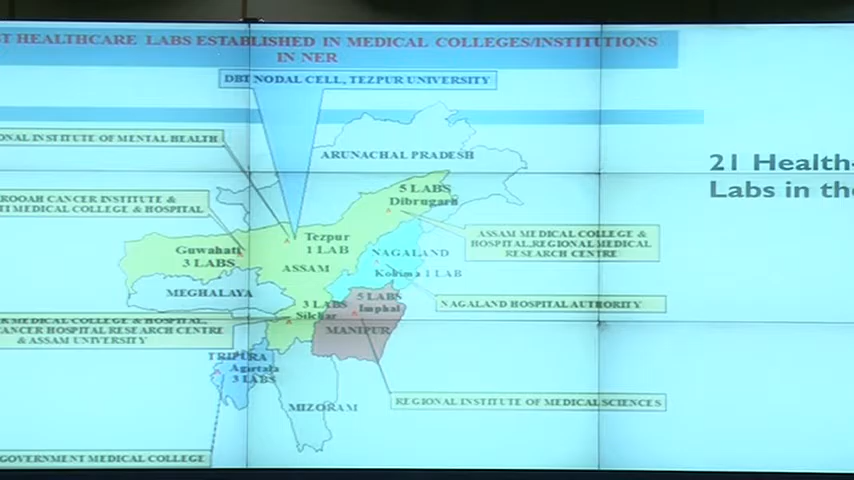 ST HEALTHCARE LABS ESTABLISHED IN MEDICAL COLLEGES/INSTITUTIONS
IN NER
DBT NODAL CELL, TEZPUR UNIVERSITY
ONAL INSTITUTE OF MENTAL HEALTH
ARUNACHAL PRADESH
21 Health-
Labs in the
5 LABS
Dibrugarh
ROOAH CANCER INSTITUTE &
TI MEDICAL COLLEGE & HOSPITAL
ASSAM MEDICAL COLLEGE &
HOSPITAL,REGIONAL MEDICAL
RESEARCH CENTRE
Tezpur
1 LAB
Guwahati
3 LABS
NAGALAND
Kohima 1 LAB
ASSAM
MEGHALAYA
5 LABS
Imphal
3 LABS
Silchar
NAGALAND HOSPITAL AUTHORITY
MANIPUR
R MEDICAL COLLEGE & HOSPITAL,
CANCER HOSPITAL RESEARCH CENTRE
& ASSAM UNIVERSITY
TRIPURA
Agartala
3 LABS
MIZORAM
REGIONAL INSTITUTE OF MEDICAL SCIENCES
GOVERNMENT MEDICAL COLLEGE